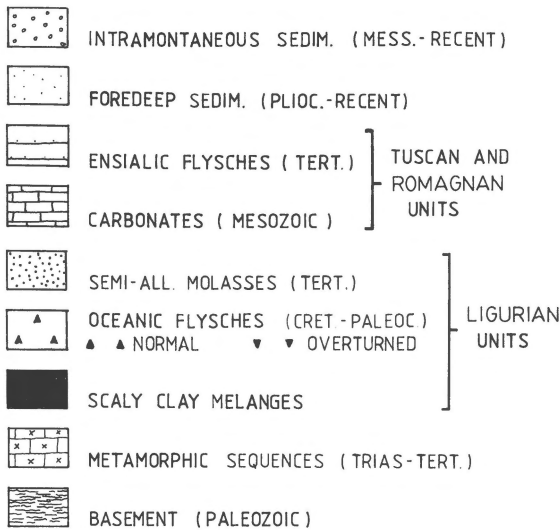 INTRAMONTANEOUS SEDIM. (MESS.-RECENT)
FOREDEEP SEDIM. (PLIOC.-RECENT)
ENSIALIC FLYSCHES (TERT.)
CARBONATES (MESOZOIC)
TUSCAN AND
ROMAGNAN
UNITS
SEMI-ALL. MOLASSES (TERT.)
OCEANIC FLYSCHES (CRET.-PALEOC.)
▲ ▲ NORMAL ▼ ▼ OVERTURNED
SCALY CLAY MELANGES
LIGURIAN
UNITS
METAMORPHIC SEQUENCES (TRIAS-TERT.)
BASEMENT (PALEOZOIC)